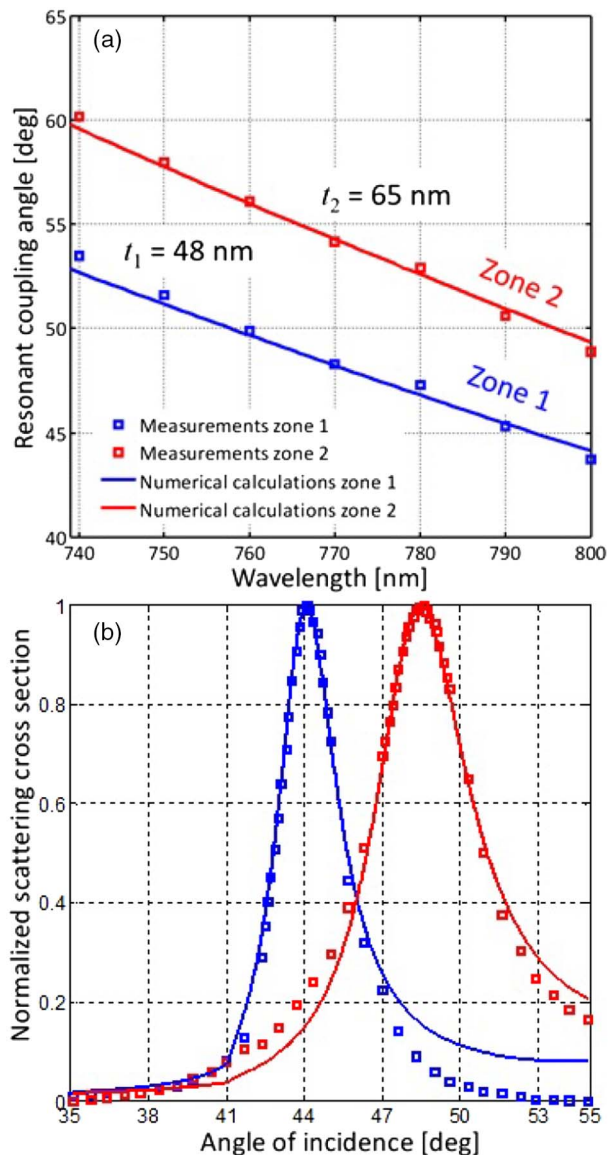 65
(a)
60
t2 = 65 nm
55
t1 = 48 nm
Zone 2
50
Zone 1
45
Measurements zone 1
Measurements zone 2
Numerical calculations zone 1
Numerical calculations zone 2
40
Resonant coupling angle [deg]
740 750 760 770 780 790 800
Wavelength [nm]
1
(b)
0.8
0.6
0.4
0.2
0
Normalized scattering cross section
35 38 41 44 47 50 53 55
Angle of incidence [deg]